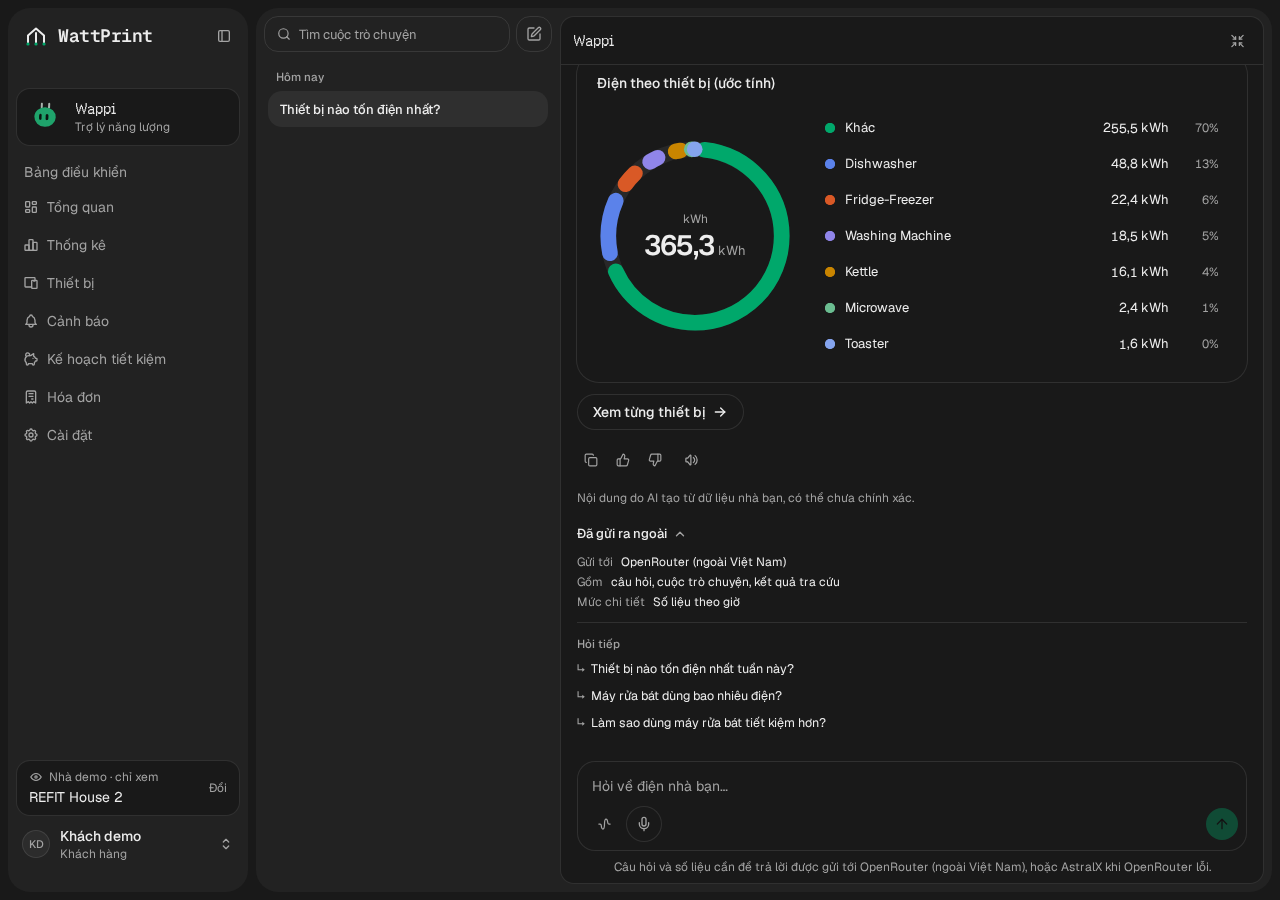 WattPrint
Wappi
Trợ lý năng lượng
Bảng điều khiển
Tổng quan
Thống kê
Thiết bị
Cảnh báo
Kế hoạch tiết kiệm
Hóa đơn
Cài đặt
Nhà demo · chỉ xem
REFIT House 2
Đổi
KD
Khách demo
Khách hàng
Tìm cuộc trò chuyện
Hôm nay
Thiết bị nào tốn điện nhất?
Wappi
Điện theo thiết bị (ước tính)
kWh
365,3 kWh
Khác 255,5 kWh 70%
Dishwasher 48,8 kWh 13%
Fridge-Freezer 22,4 kWh 6%
Washing Machine 18,5 kWh 5%
Kettle 16,1 kWh 4%
Microwave 2,4 kWh 1%
Toaster 1,6 kWh 0%
Xem từng thiết bị →
Nội dung do AI tạo từ dữ liệu nhà bạn, có thể chưa chính xác.
Đã gửi ra ngoài
Gửi tới OpenRouter (ngoài Việt Nam)
Gồm câu hỏi, cuộc trò chuyện, kết quả tra cứu
Mức chi tiết Số liệu theo giờ
Hỏi tiếp
Thiết bị nào tốn điện nhất tuần này?
Máy rửa bát dùng bao nhiêu điện?
Làm sao dùng máy rửa bát tiết kiệm hơn?
Hỏi về điện nhà bạn...
Câu hỏi và số liệu cần để trả lời được gửi tới OpenRouter (ngoài Việt Nam), hoặc AstralX khi OpenRouter lỗi.